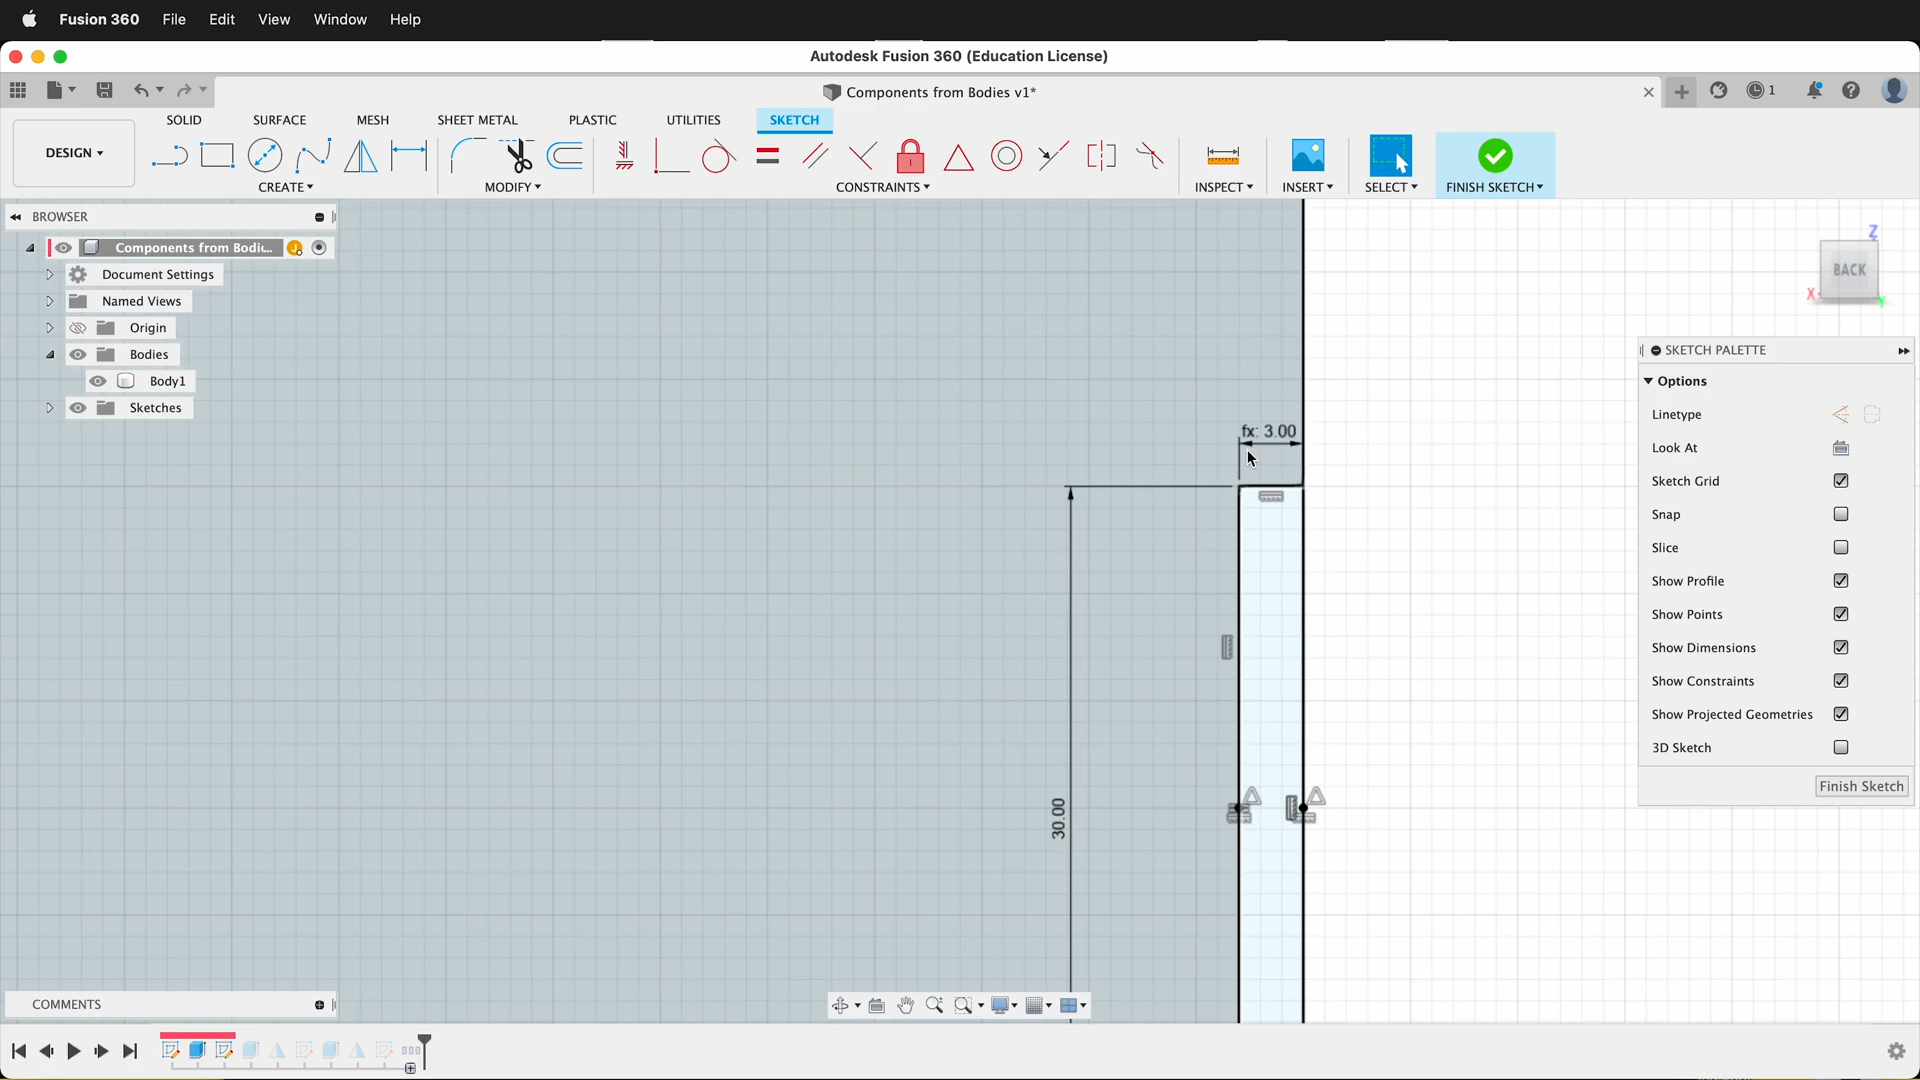 Fusion 360 File Edit View Window Help
Autodesk Fusion 360 (Education License)
Components from Bodies v1*
1
SOLID SURFACE MESH SHEET METAL PLASTIC UTILITIES SKETCH
DESIGN
CREATE MODIFY CONSTRAINTS INSPECT INSERT SELECT FINISH SKETCH
BROWSER
Components from Bodic...
Document Settings
Named Views
Origin
Bodies
Body1
Sketches
Z
BACK
X
SKETCH PALETTE
Options
Linetype
Look At
Sketch Grid
Snap
Slice
Show Profile
Show Points
Show Dimensions
Show Constraints
Show Projected Geometries
3D Sketch
Finish Sketch
fx: 3.00
30.00
COMMENTS